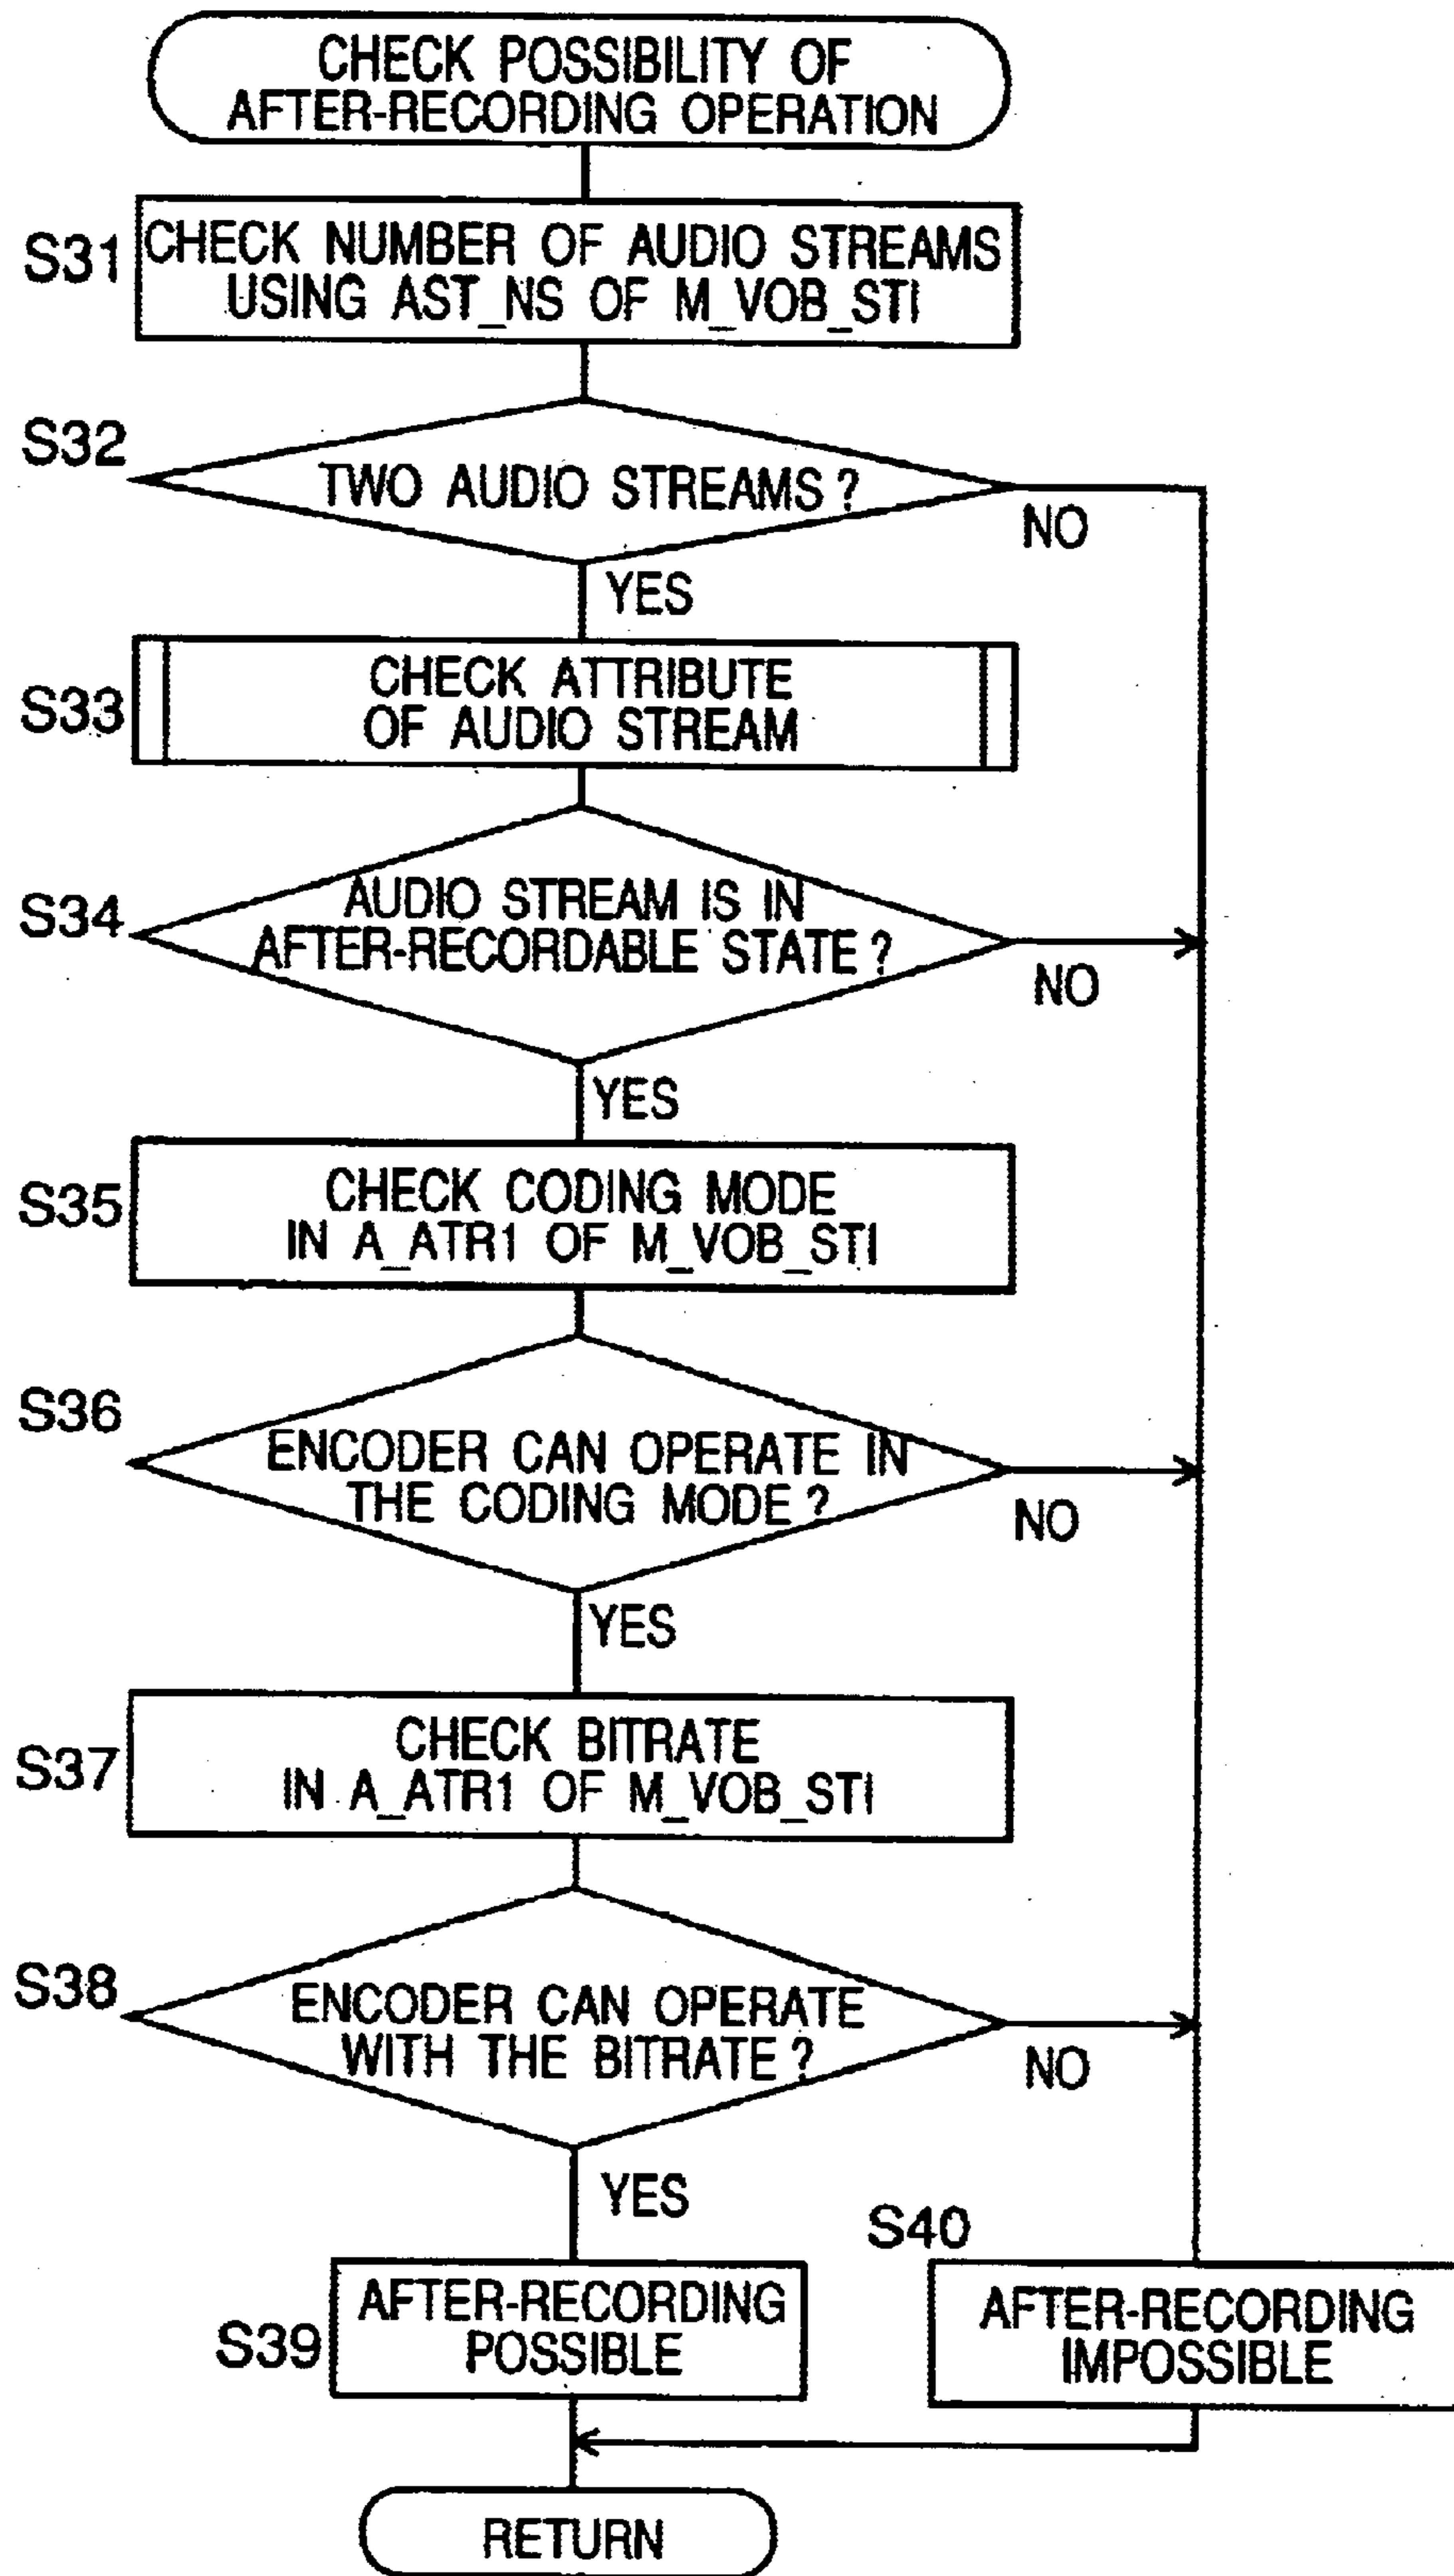 CHECK POSSIBILITY OF
AFTER-RECORDING OPERATION
S31
CHECK NUMBER OF AUDIO STREAMS
USING AST_NS OF M_VOB_STI
S32
TWO AUDIO STREAMS?
NO
YES
S33
CHECK ATTRIBUTE
OF AUDIO STREAM
S34
AUDIO STREAM IS IN
AFTER-RECORDABLE STATE?
NO
YES
S35
CHECK CODING MODE
IN A_ATR1 OF M_VOB_STI
S36
ENCODER CAN OPERATE IN
THE CODING MODE?
NO
YES
S37
CHECK BITRATE
IN A_ATR1 OF M_VOB_STI
S38
ENCODER CAN OPERATE
WITH THE BITRATE?
NO
YES
S39
AFTER-RECORDING
POSSIBLE
S40
AFTER-RECORDING
IMPOSSIBLE
RETURN